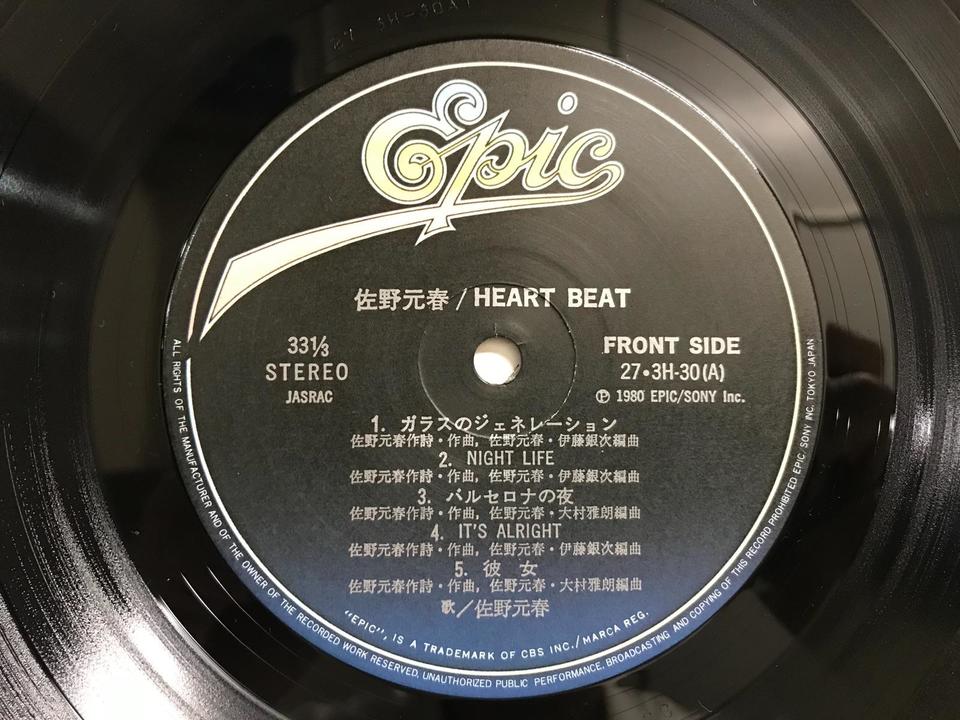 27 3H-30A1
Epic
佐野元春/HEART BEAT
33⅓
STEREO
JASRAC
FRONT SIDE
27•3H-30(A)
Ⓟ 1980 EPIC/SONY Inc.
1. ガラスのジェネレーション
佐野元春作詩・作曲, 佐野元春・伊藤銀次編曲
2. NIGHT LIFE
佐野元春作詩・作曲, 佐野元春・伊藤銀次編曲
3. バルセロナの夜
佐野元春作詩・作曲, 佐野元春・大村雅朗編曲
4. IT'S ALRIGHT
佐野元春作詩・作曲, 佐野元春・伊藤銀次編曲
5. 彼女
佐野元春作詩・作曲, 佐野元春・大村雅朗編曲
歌/佐野元春
"EPIC", IS A TRADEMARK OF CBS INC./MARCA REG.
ALL RIGHTS OF THE MANUFACTURER AND OF THE OWNER OF THE RECORDED WORK RESERVED, UNAUTHORIZED PUBLIC PERFORMANCE, BROADCASTING AND COPYING OF THIS RECORD PROHIBITED EPIC/SONY INC. TOKYO JAPAN